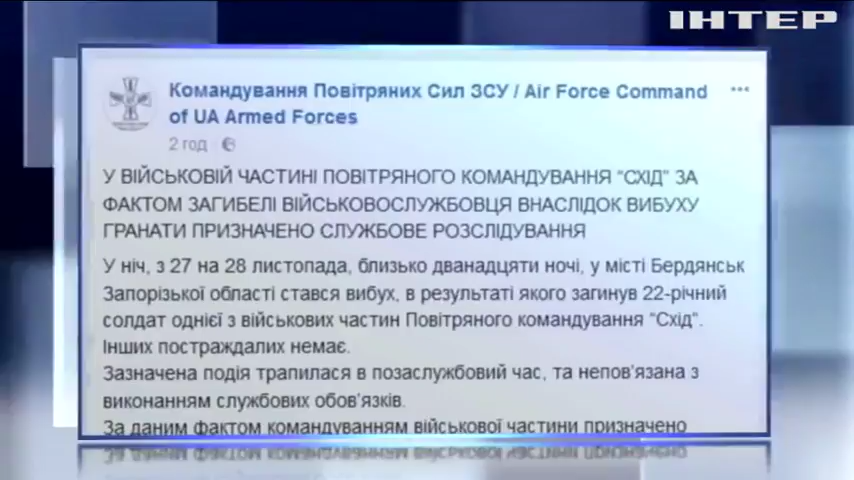 ІНТЕР
Командування Повітряних Сил ЗСУ / Air Force Command
of UA Armed Forces
2 год
У ВІЙСЬКОВІЙ ЧАСТИНІ ПОВІТРЯНОГО КОМАНДУВАННЯ "СХІД" ЗА
ФАКТОМ ЗАГИБЕЛІ ВІЙСЬКОВОСЛУЖБОВЦЯ ВНАСЛІДОК ВИБУХУ
ГРАНАТИ ПРИЗНАЧЕНО СЛУЖБОВЕ РОЗСЛІДУВАННЯ
У ніч, з 27 на 28 листопада, близько дванадцяти ночі, у місті Бердянськ
Запорізької області стався вибух, в результаті якого загинув 22-річний
солдат однієї з військових частин Повітряного командування "Схід".
Інших постраждалих немає.
Зазначена подія трапилася в позаслужбовий час, та непов'язана з
виконанням службових обов'язків.
За даним фактом командуванням військової частини призначено